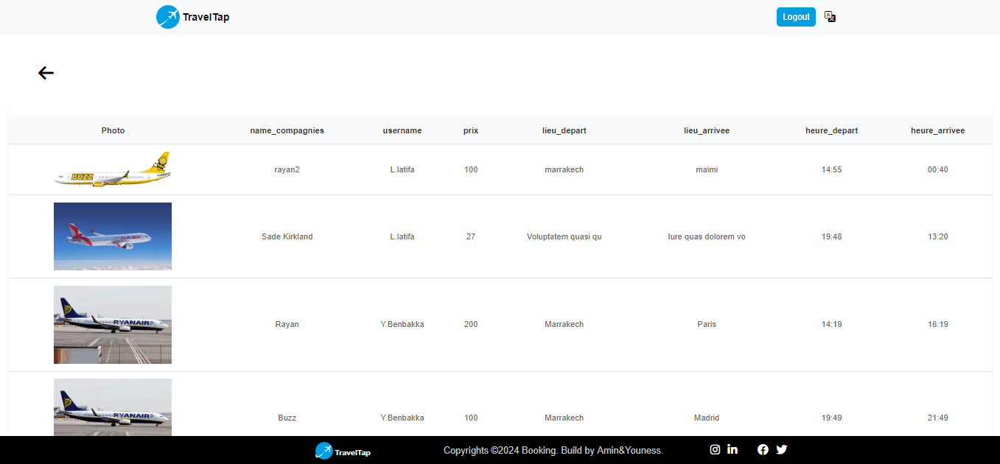 TravelTap
Logout
Photo name_compagnies username prix lieu_depart lieu_arrivee heure_depart heure_arrivee
BUZZ
rayan2 L.latifa 100 marrakech maimi 14:55 00:40
Sade Kirkland L.latifa 27 Voluptatem quasi qu Iure quas dolorem vo 19:48 13:20
RYANAIR
Rayan Y.Benbakka 200 Marrakech Paris 14:19 16:19
RYANAIR
Buzz Y.Benbakka 100 Marrakech Madrid 19:49 21:49
TravelTap
Copyrights ©2024 Booking. Build by Amin&Youness.